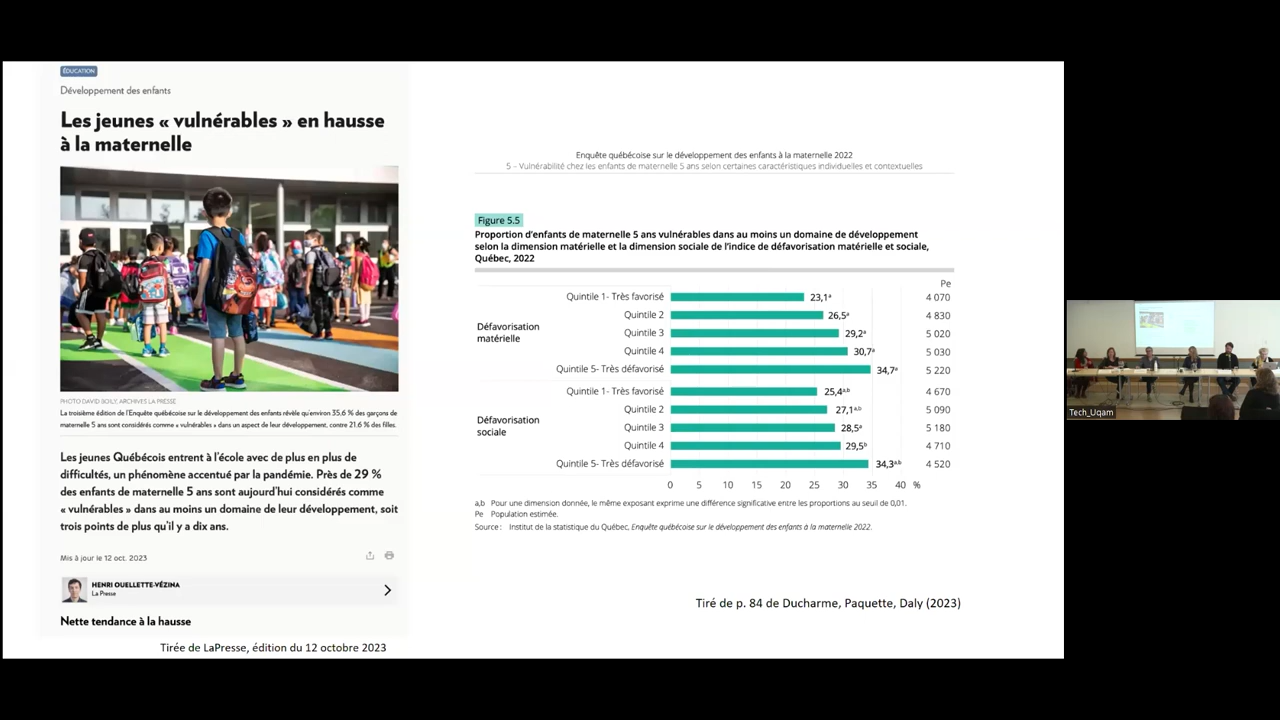 ÉDUCATION
Développement des enfants
Les jeunes « vulnérables » en hausse
à la maternelle
PHOTO DAVID BOILY, ARCHIVES LA PRESSE
La troisième édition de l'Enquête québécoise sur le développement des enfants révèle qu'environ 35,6 % des garçons de
maternelle 5 ans sont considérés comme « vulnérables » dans un aspect de leur développement, contre 21,6 % des filles.
Les jeunes Québécois entrent à l'école avec de plus en plus de
difficultés, un phénomène accentué par la pandémie. Près de 29 %
des enfants de maternelle 5 ans sont aujourd'hui considérés comme
« vulnérables » dans au moins un domaine de leur développement, soit
trois points de plus qu'il y a dix ans.
Mis à jour le 12 oct. 2023
HENRI OUELLETTE-VÉZINA
La Presse
Nette tendance à la hausse
Tirée de LaPresse, édition du 12 octobre 2023
Enquête québécoise sur le développement des enfants à la maternelle 2022
5 – Vulnérabilité chez les enfants de maternelle 5 ans selon certaines caractéristiques individuelles et contextuelles
Figure 5.5
Proportion d'enfants de maternelle 5 ans vulnérables dans au moins un domaine de développement
selon la dimension matérielle et la dimension sociale de l'indice de défavorisation matérielle et sociale,
Québec, 2022
Pe
Défavorisation
matérielle
Quintile 1- Très favorisé 23,1ᵃ 4 070
Quintile 2 26,5ᵃ 4 830
Quintile 3 29,2ᵃ 5 020
Quintile 4 30,7ᵃ 5 030
Quintile 5- Très défavorisé 34,7ᵃ 5 220
Défavorisation
sociale
Quintile 1- Très favorisé 25,4ᵃ,ᵇ 4 670
Quintile 2 27,1ᵃ,ᵇ 5 090
Quintile 3 28,5ᵃ 5 180
Quintile 4 29,5ᵇ 4 710
Quintile 5- Très défavorisé 34,3ᵃ,ᵇ 4 520
0 5 10 15 20 25 30 35 40 %
a,b Pour une dimension donnée, le même exposant exprime une différence significative entre les proportions au seuil de 0,01.
Pe Population estimée.
Source : Institut de la statistique du Québec, Enquête québécoise sur le développement des enfants à la maternelle 2022.
Tiré de p. 84 de Ducharme, Paquette, Daly (2023)
Tech_Uqam